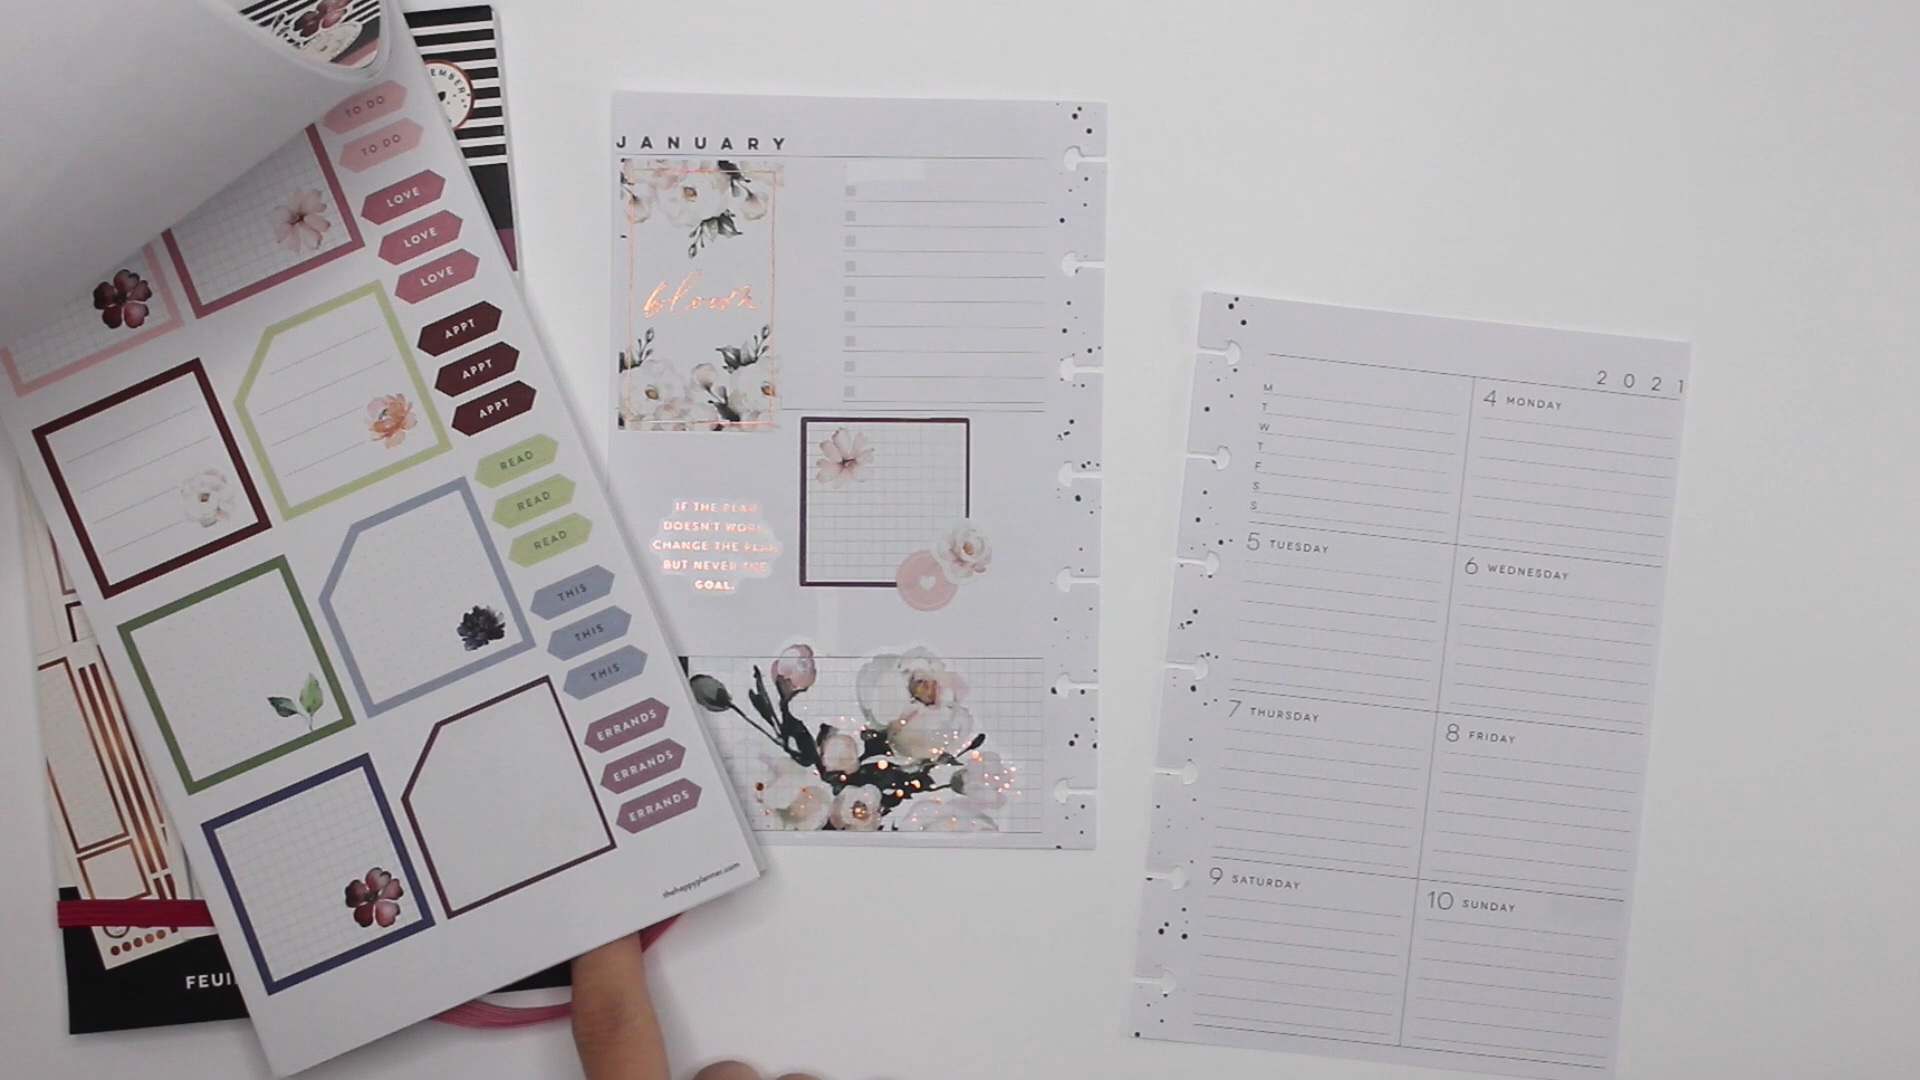 TO DO
TO DO
LOVE
LOVE
LOVE
APPT
APPT
APPT
READ
READ
READ
THIS
THIS
THIS
ERRANDS
ERRANDS
ERRANDS
thehappyplanner.com
JANUARY
bloom
IF THE PLAN
DOESN'T WORK,
CHANGE THE PLAN
BUT NEVER THE
GOAL.
2021
M
T
W
T
F
S
S
4 MONDAY
5 TUESDAY
6 WEDNESDAY
7 THURSDAY
8 FRIDAY
9 SATURDAY
10 SUNDAY